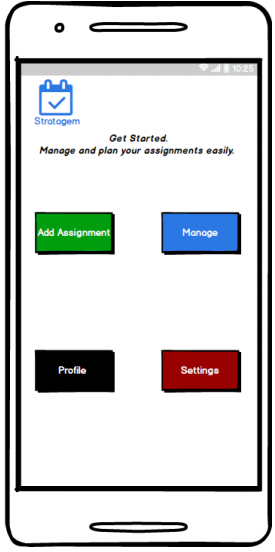 10:25
Stratagem
Get Started.
Manage and plan your assignments easily.
Add Assignment
Manage
Profile
Settings